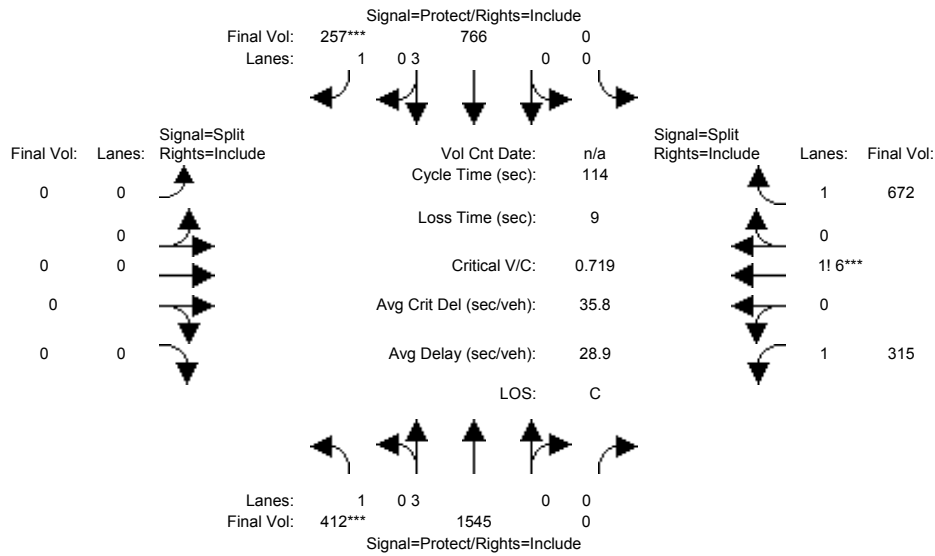 Signal=Protect/Rights=Include
Final Vol: 257*** 766 0
Lanes: 1 0 3 0 0
Signal=Split
Final Vol: Lanes: Rights=Include
Vol Cnt Date: n/a
Signal=Split
Rights=Include Lanes: Final Vol:
Cycle Time (sec): 114
0 0
1 672
Loss Time (sec): 9
0
0
0 0
Critical V/C: 0.719
1! 6***
0
Avg Crit Del (sec/veh): 35.8
0
0 0
Avg Delay (sec/veh): 28.9
1 315
LOS: C
Lanes: 1 0 3 0 0
Final Vol: 412*** 1545 0
Signal=Protect/Rights=Include